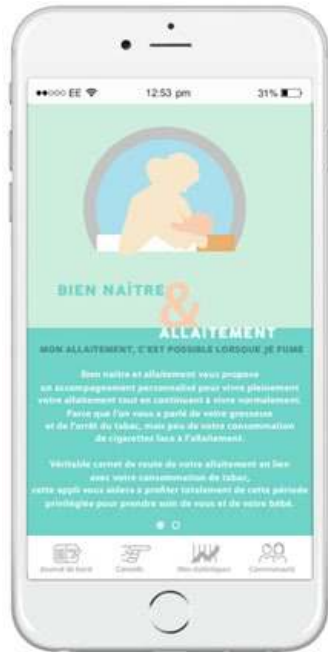 EE 12:53 pm 31%
BIEN NAÎTRE
&
ALLAITEMENT
MON ALLAITEMENT, C'EST POSSIBLE LORSQUE JE FUME
Bien naître et allaitement vous propose
un accompagnement personnalisé pour vivre pleinement
votre allaitement tout en continuant à vivre normalement.
Parce que l'on vous a parlé de votre grossesse
et de l'arrêt du tabac, mais peu de votre consommation
de cigarettes face à l'allaitement.
Véritable carnet de route de votre allaitement en lien
avec votre consommation de tabac,
cette appli vous aidera à profiter totalement de cette période
privilégiée pour prendre soin de vous et de votre bébé.
Journal de bord Conseils Mes statistiques Communauté